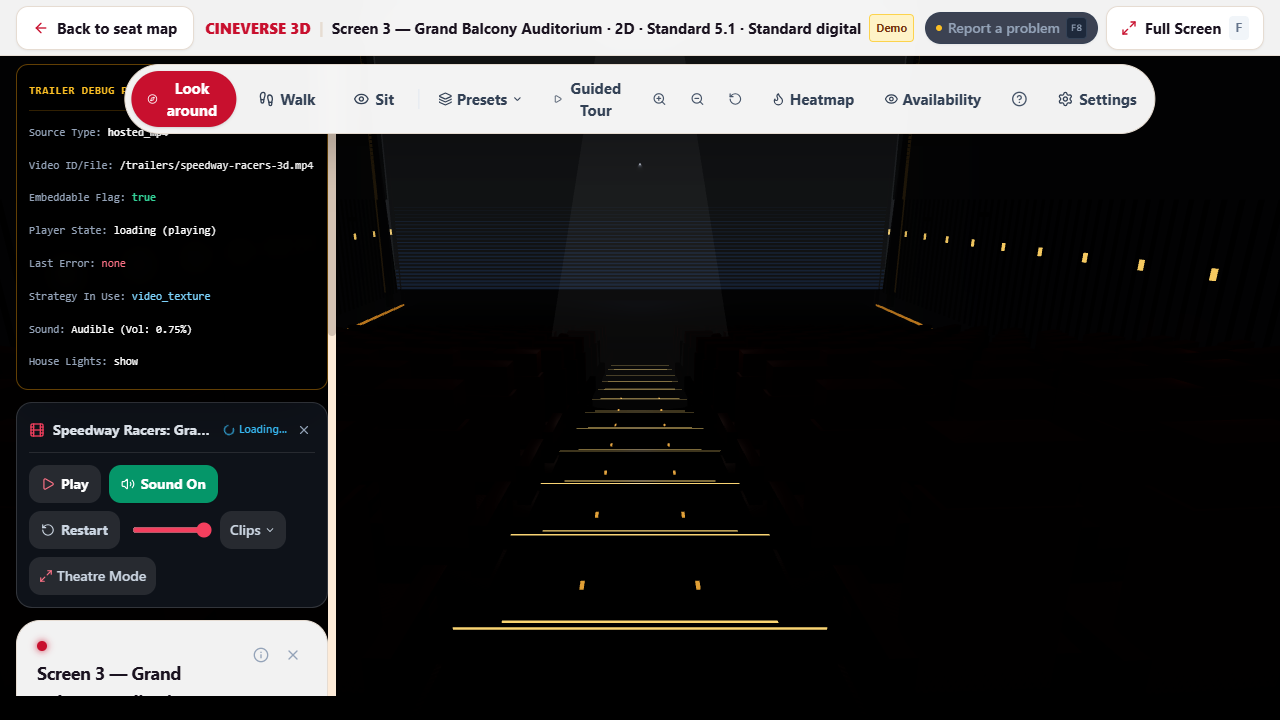 Back to seat map
CINEVERSE 3D | Screen 3 — Grand Balcony Auditorium · 2D · Standard 5.1 · Standard digital
Demo
Report a problem F8
Full Screen F
TRAILER DEBUG
Look around
Walk
Sit
Presets
Guided Tour
Heatmap
Availability
Settings
Source Type: hosted_mp4
Video ID/File: /trailers/speedway-racers-3d.mp4
Embeddable Flag: true
Player State: loading (playing)
Last Error: none
Strategy In Use: video_texture
Sound: Audible (Vol: 0.75%)
House Lights: show
Speedway Racers: Gra...
Loading...
Play
Sound On
Restart
Clips
Theatre Mode
Screen 3 — Grand